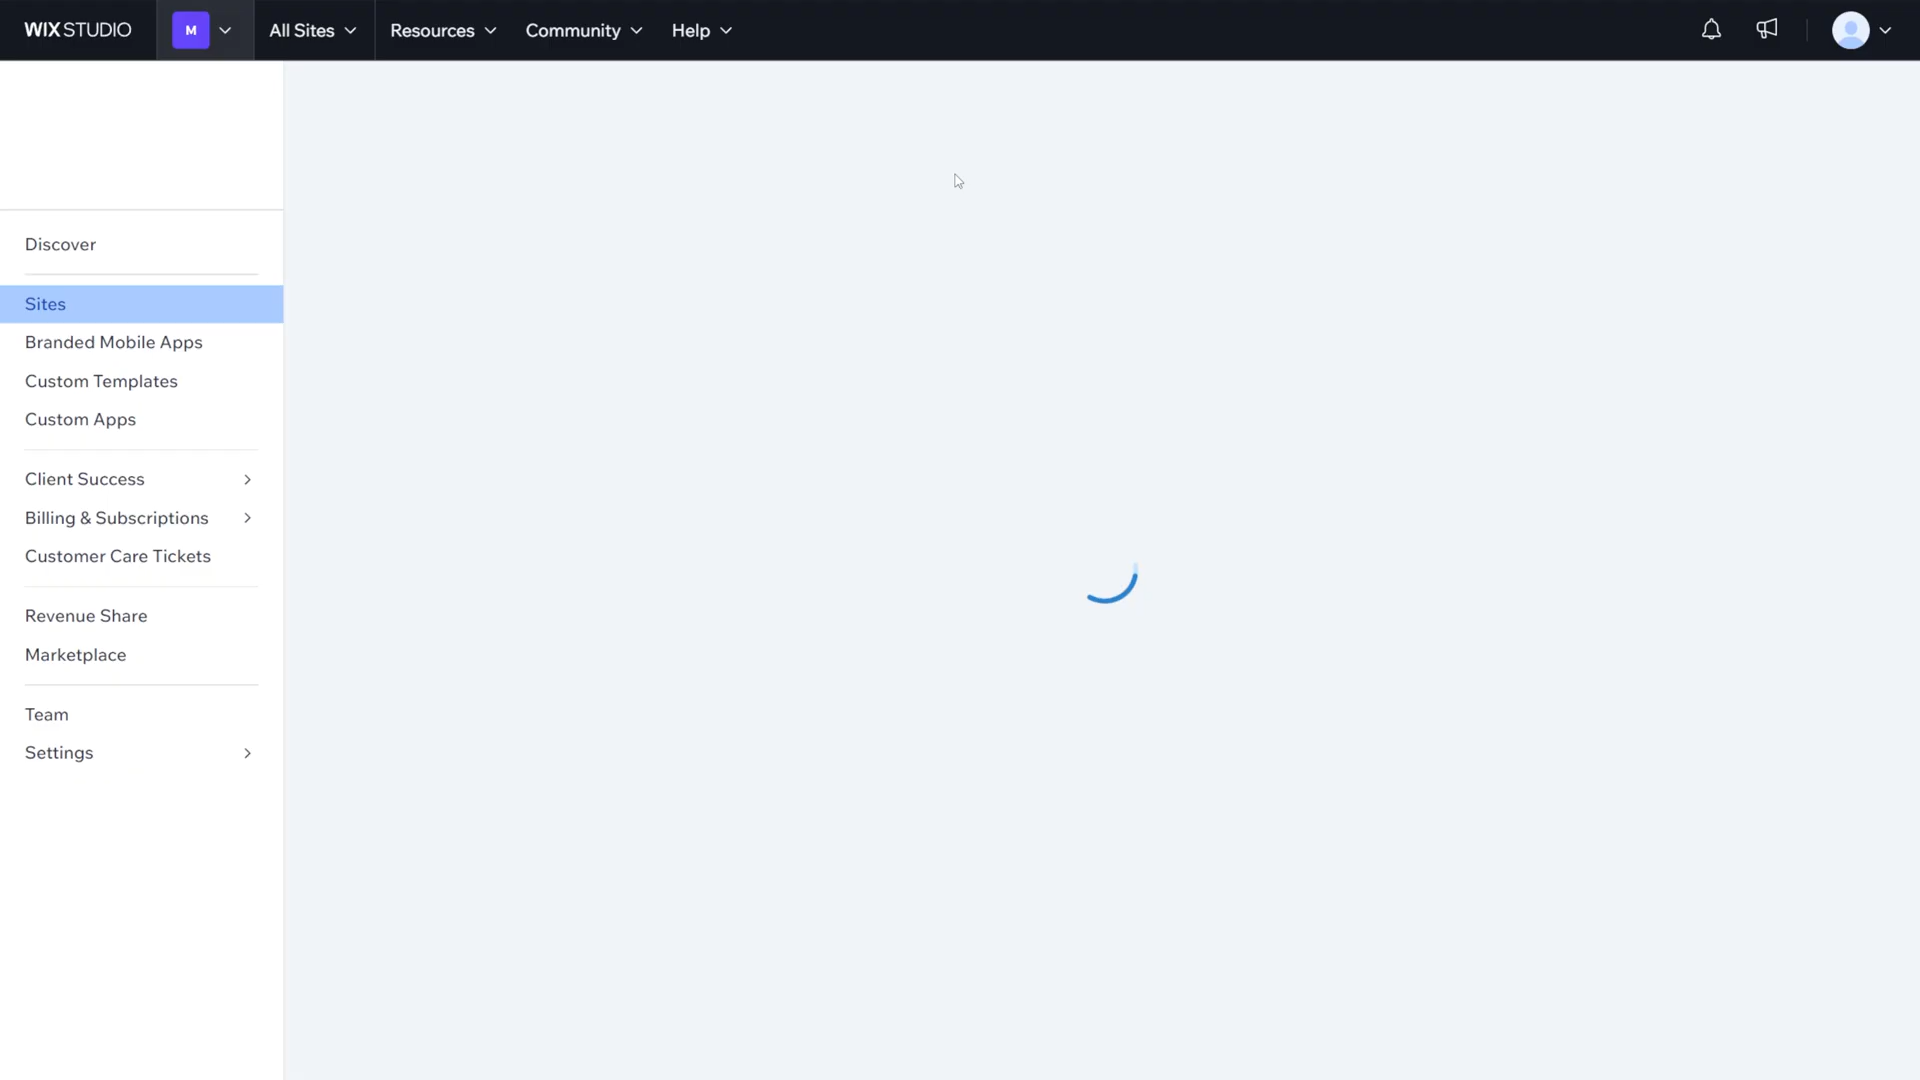 WIX STUDIO
M
All Sites
Resources
Community
Help
Discover
Sites
Branded Mobile Apps
Custom Templates
Custom Apps
Client Success
Billing & Subscriptions
Customer Care Tickets
Revenue Share
Marketplace
Team
Settings